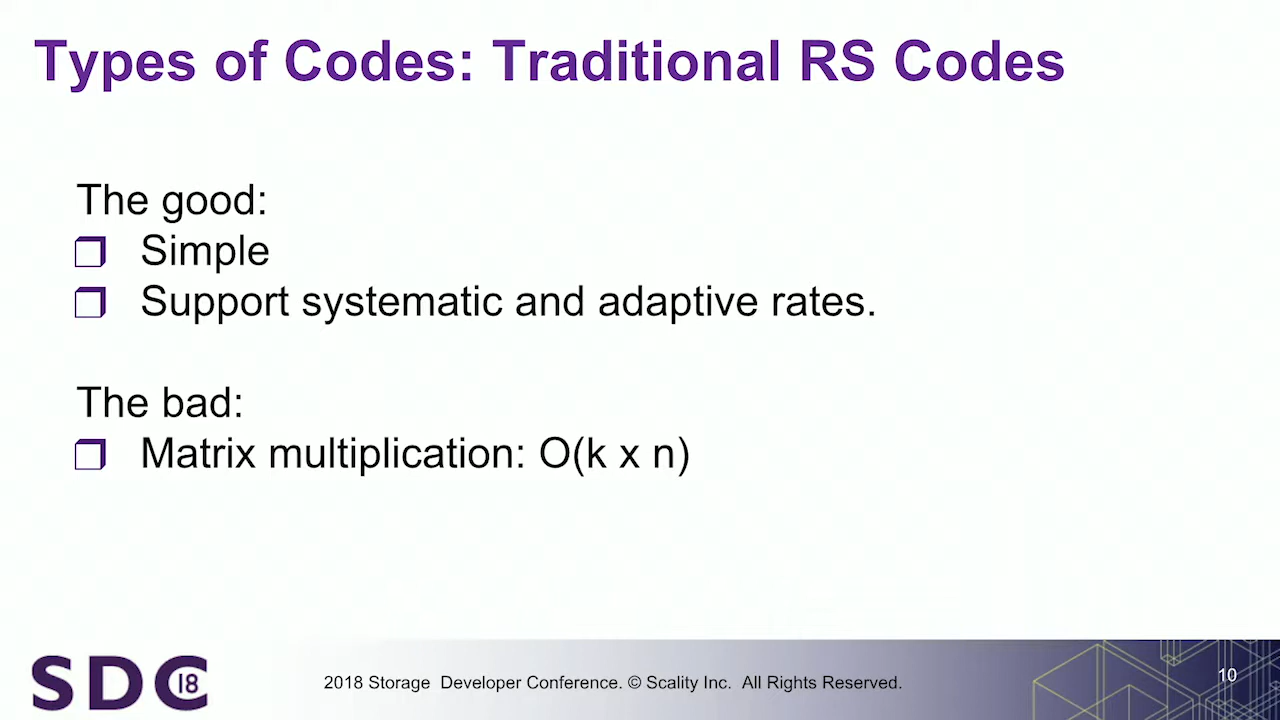 Types of Codes: Traditional RS Codes
The good:
Simple
Support systematic and adaptive rates.
The bad:
Matrix multiplication: O(k x n)
SDC 18
2018 Storage Developer Conference. © Scality Inc. All Rights Reserved.
10